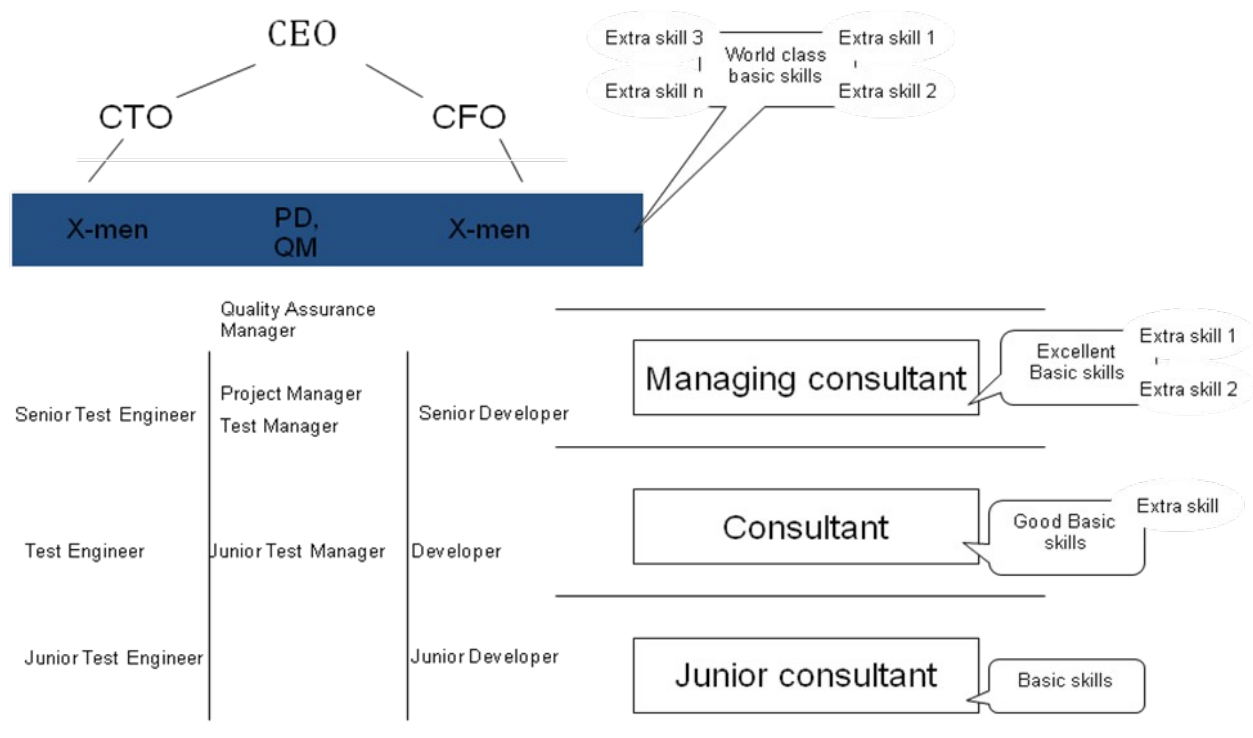 CEO
CTO
CFO
Extra skill 3
World class
basic skills
Extra skill 1
Extra skill n
Extra skill 2
X-men
PD,
QM
X-men
Quality Assurance
Manager
Senior Test Engineer
Project Manager
Test Manager
Senior Developer
Managing consultant
Excellent
Basic skills
Extra skill 1
Extra skill 2
Test Engineer
Junior Test Manager
Developer
Consultant
Good Basic
skills
Extra skill
Junior Test Engineer
Junior Developer
Junior consultant
Basic skills